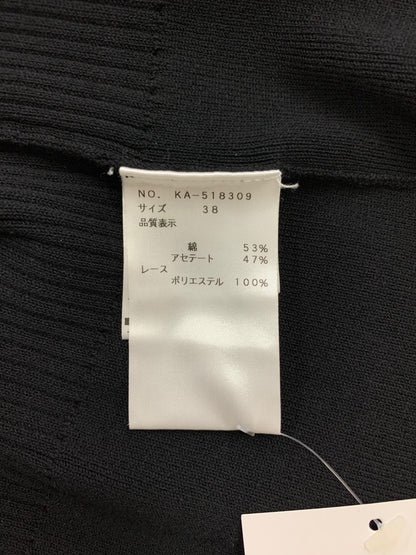 NO. KA-518309
サイズ 38
品質表示
綿 53%
アセテート 47%
レース
ポリエステル 100%